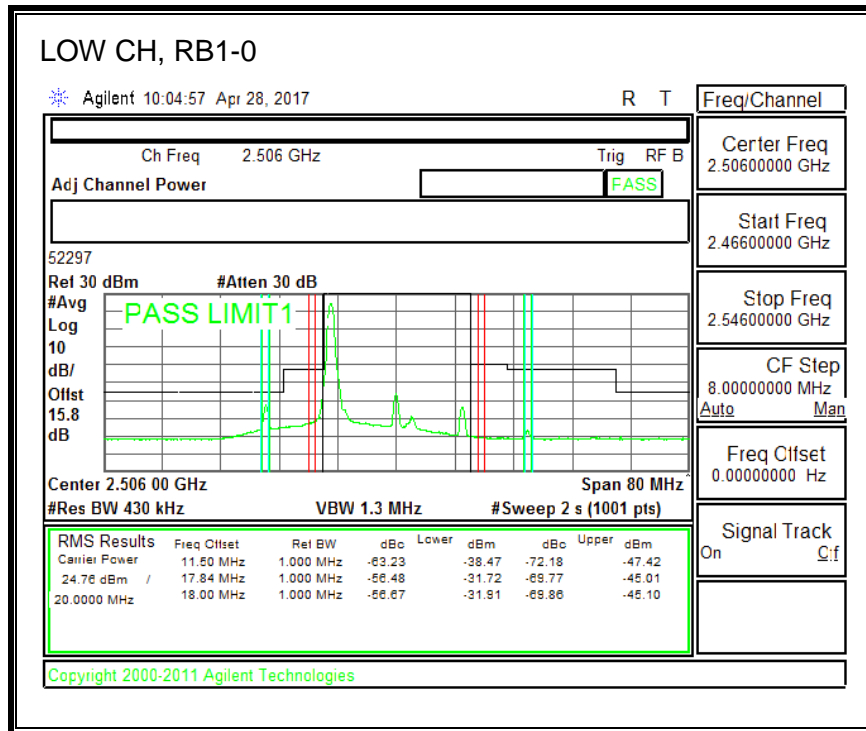 LOW CH, RB1-0
Agilent 10:04:57 Apr 28, 2017 R T
Freq/Channel
Ch Freq 2.506 GHz Trig RF B
Adj Channel Power PASS
Center Freq
2.50600000 GHz
Start Freq
2.46600000 GHz
Stop Freq
2.54600000 GHz
CF Step
8.00000000 MHz
Auto Man
Freq Offset
0.00000000 Hz
Signal Track
On Off
52297
Ref 30 dBm #Atten 30 dB
#Avg
Log
10
dB/
Offst
15.8
dB
PASS LIMIT1
Center 2.506 00 GHz Span 80 MHz
#Res BW 430 kHz VBW 1.3 MHz #Sweep 2 s (1001 pts)
RMS Results Freq Offset Ref BW dBc Lower dBm dBc Upper dBm
Carrier Power 11.50 MHz 1.000 MHz -63.23 -38.47 -72.18 -47.42
24.76 dBm / 17.84 MHz 1.000 MHz -56.48 -31.72 -69.77 -45.01
20.0000 MHz 18.00 MHz 1.000 MHz -56.67 -31.91 -69.86 -45.10
Copyright 2000-2011 Agilent Technologies